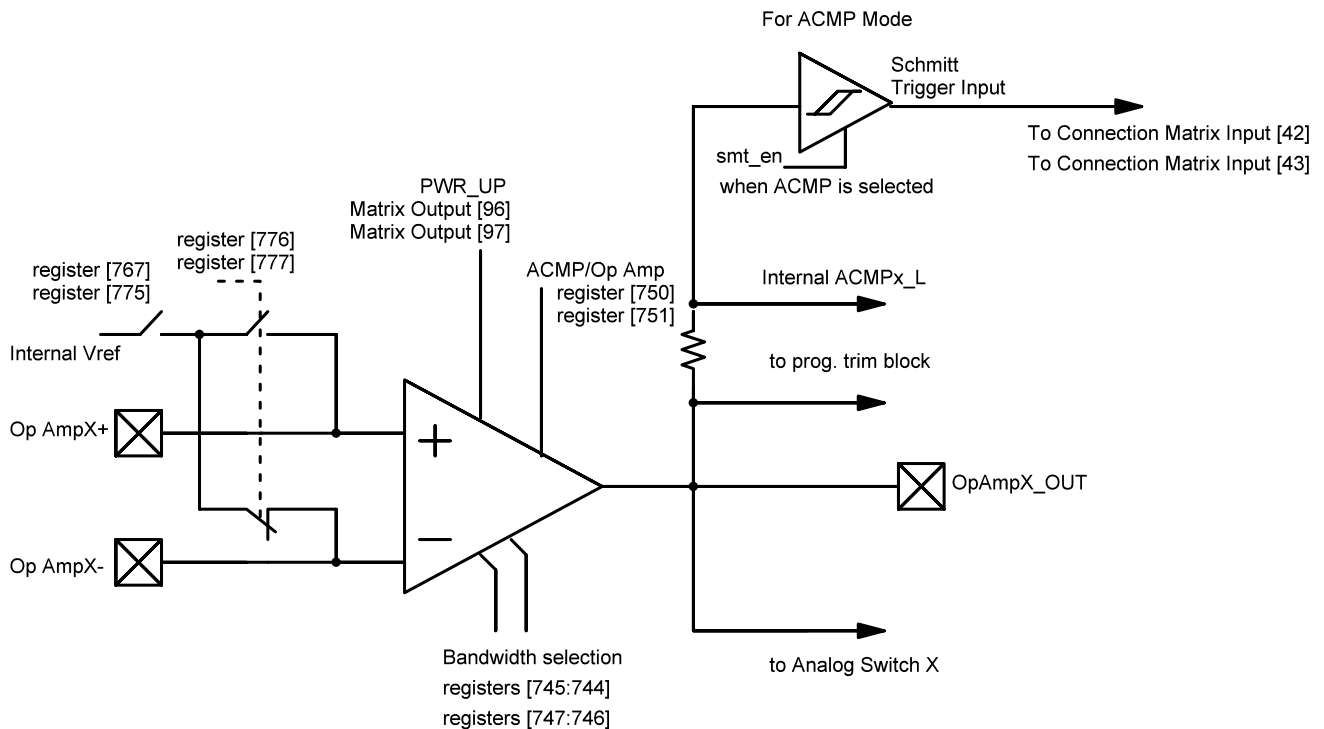 For ACMP Mode
Schmitt
Trigger Input
To Connection Matrix Input [42]
To Connection Matrix Input [43]
smt_en
when ACMP is selected
PWR_UP
Matrix Output [96]
Matrix Output [97]
register [776]
register [777]
register [767]
register [775]
Internal Vref
ACMP/Op Amp
register [750]
register [751]
Internal ACMPx_L
to prog. trim block
Op AmpX+
+
OpAmpX_OUT
−
Op AmpX-
Bandwidth selection
registers [745:744]
registers [747:746]
to Analog Switch X